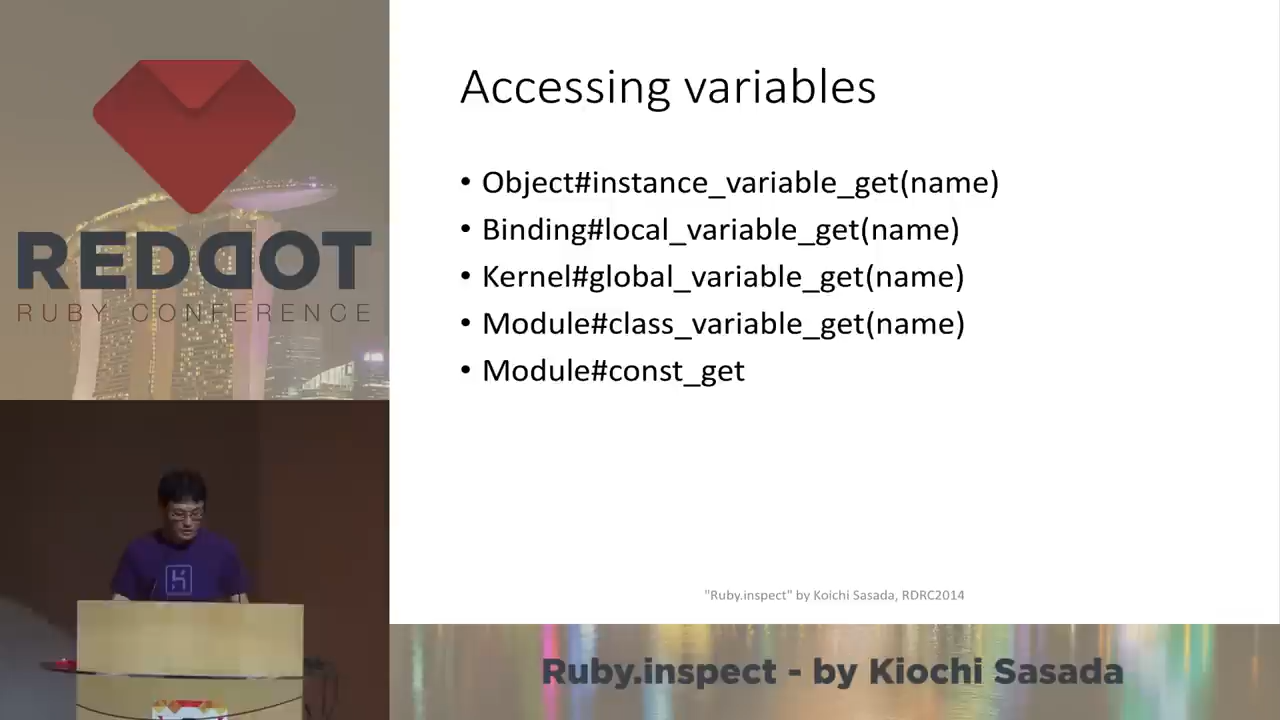 REDDOT
RUBY CONFERENCE
Accessing variables
• Object#instance_variable_get(name)
• Binding#local_variable_get(name)
• Kernel#global_variable_get(name)
• Module#class_variable_get(name)
• Module#const_get
"Ruby.inspect" by Koichi Sasada, RDRC2014
Ruby.inspect - by Kiochi Sasada